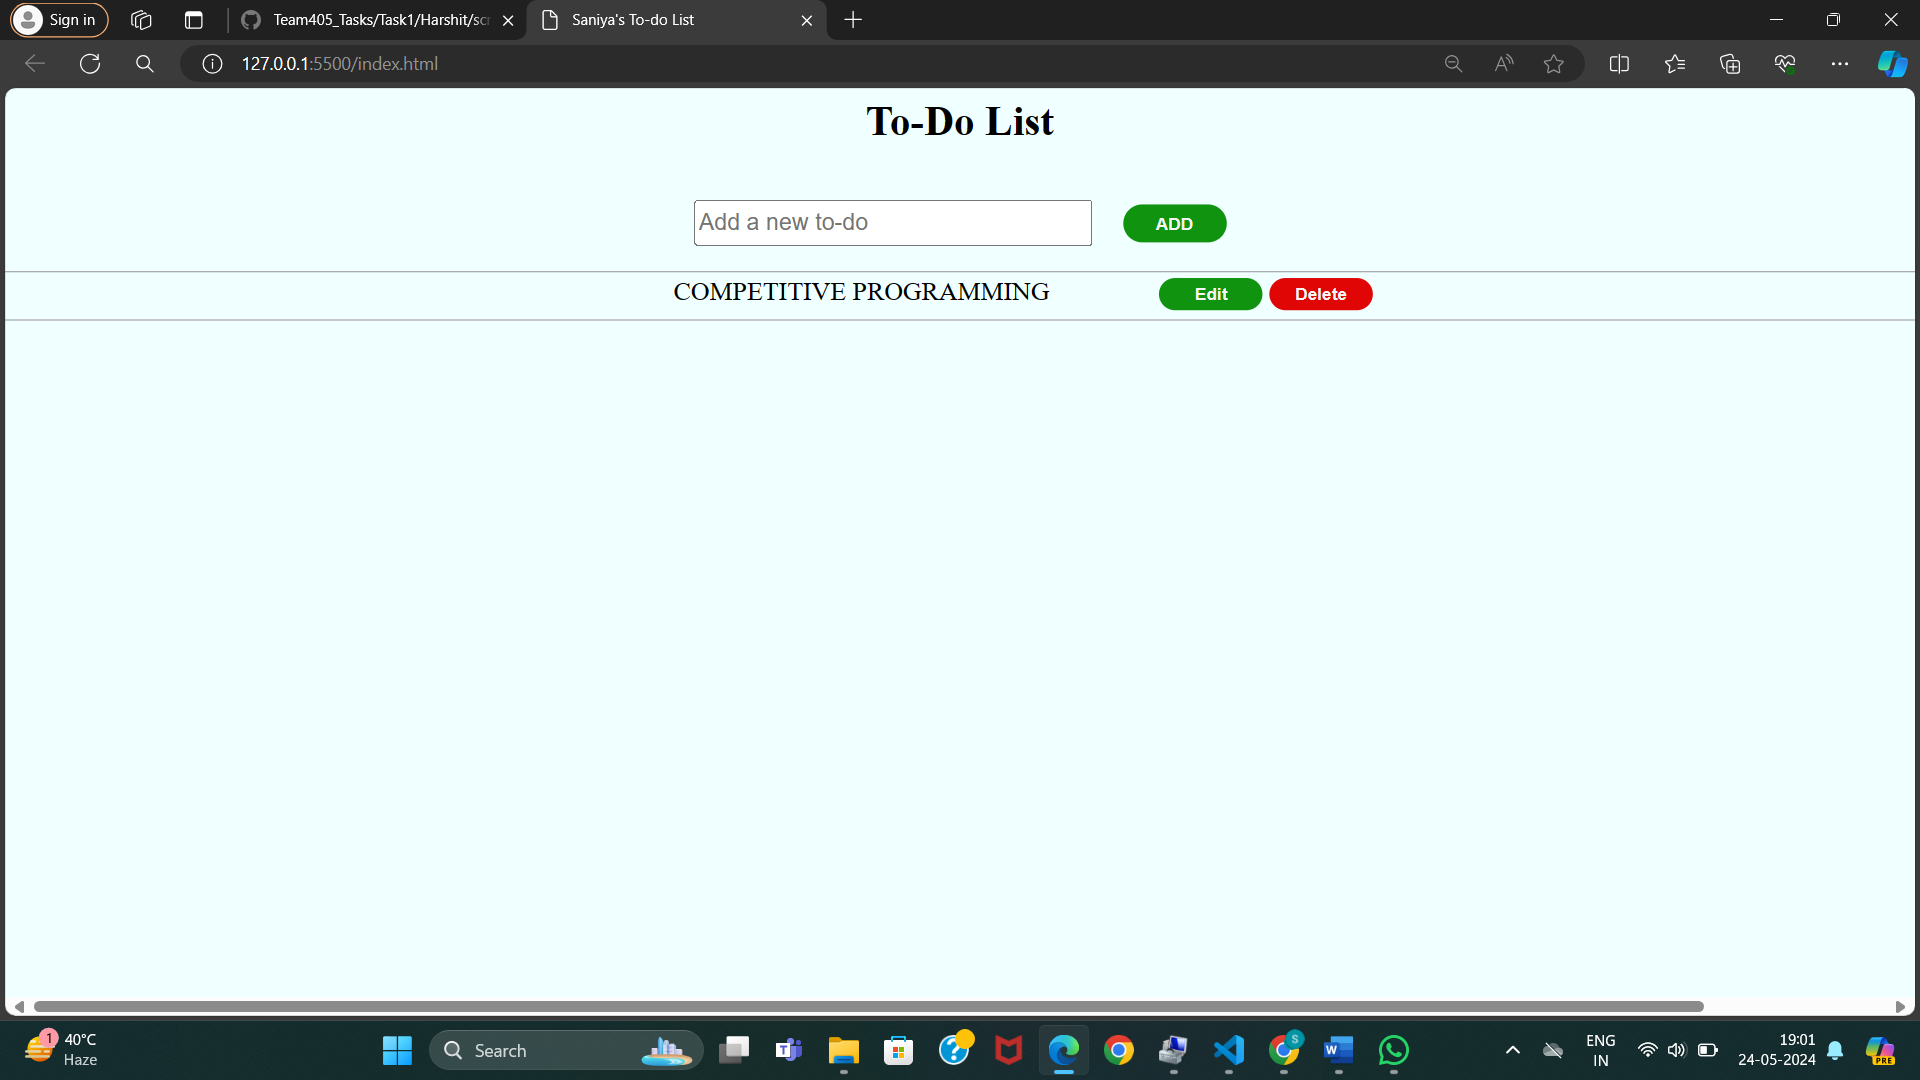 Sign in
Team405_Tasks/Task1/Harshit/scr
Saniya's To-do List
127.0.0.1:5500/index.html
To-Do List
Add a new to-do
ADD
COMPETITIVE PROGRAMMING
Edit
Delete
1
40°C
Haze
Search
T
?
S
W
ENG
IN
19:01
24-05-2024
PRE